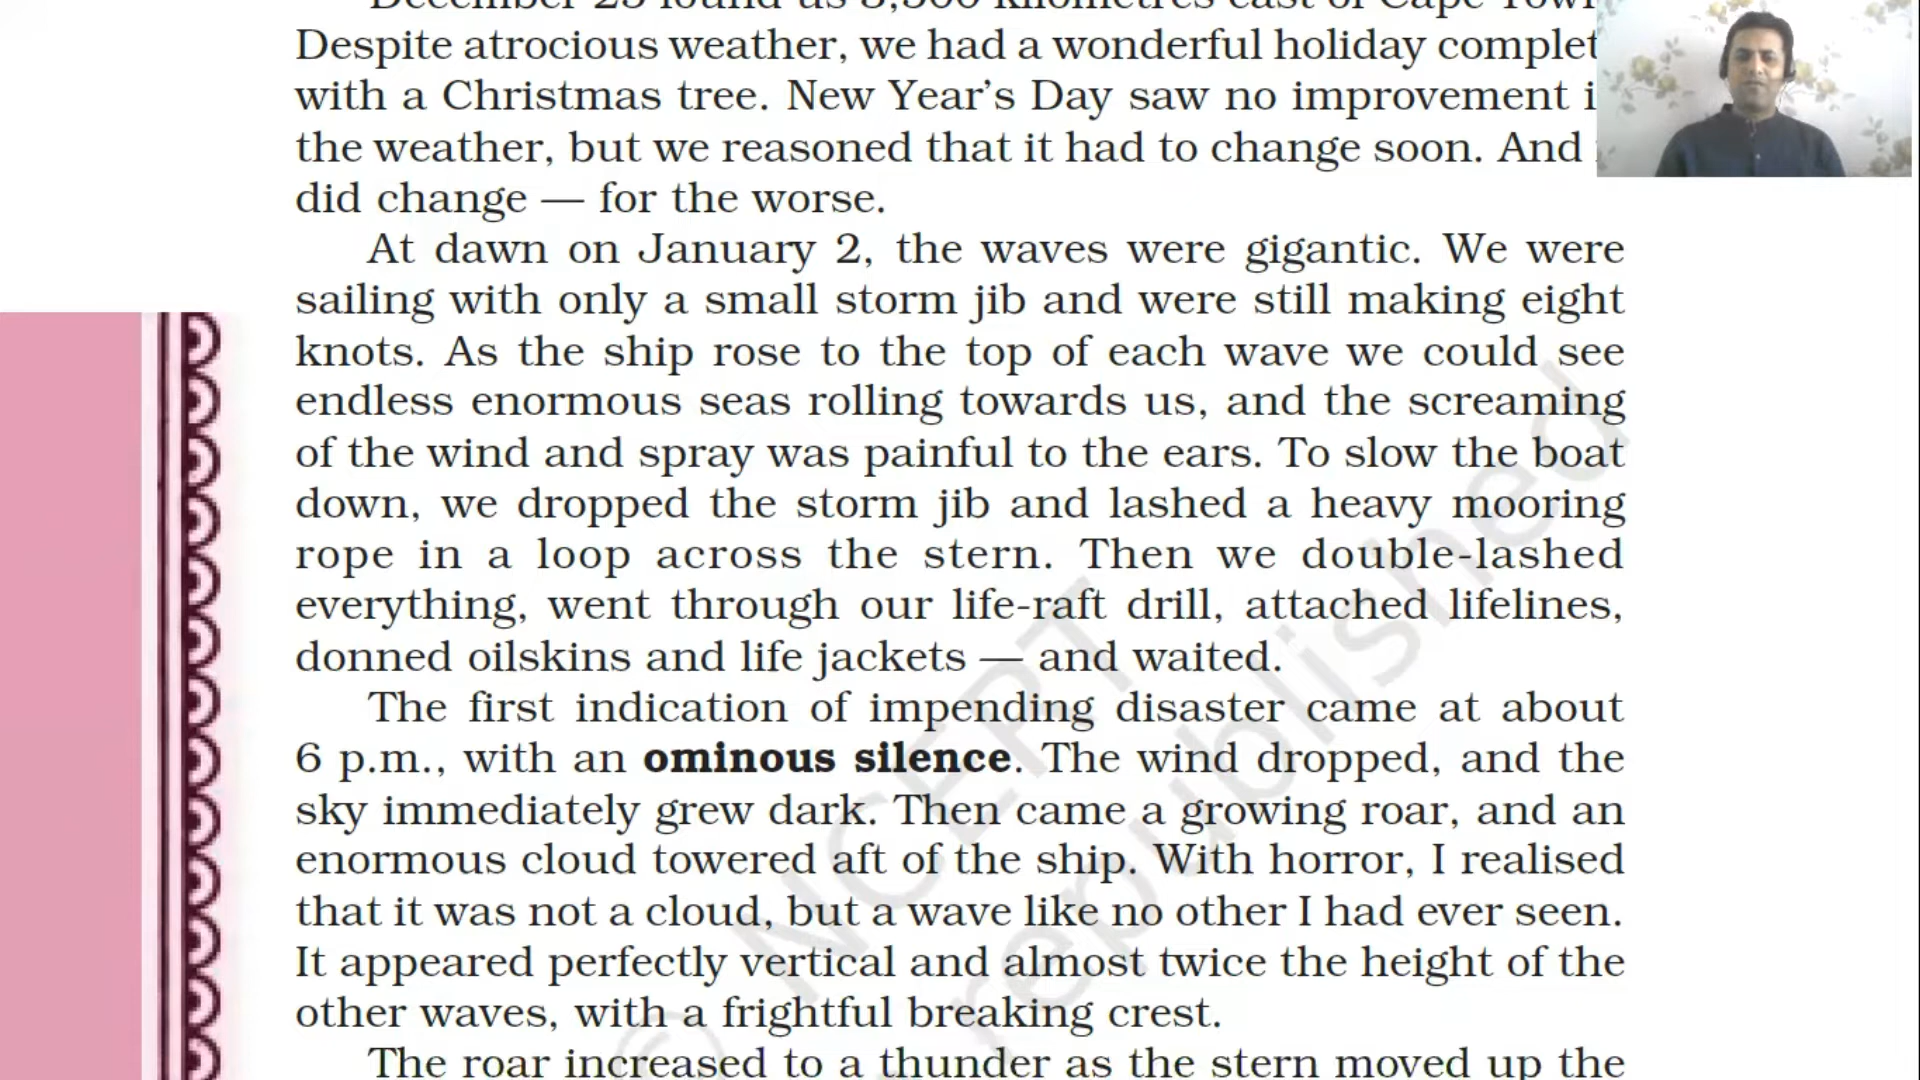 December 25 found us 3,500 kilometres east of Cape
Despite atrocious weather, we had a wonderful holiday
with a Christmas tree. New Year's Day saw no improvement
the weather, but we reasoned that it had to change soon. And
did change — for the worse.
At dawn on January 2, the waves were gigantic. We were
sailing with only a small storm jib and were still making eight
knots. As the ship rose to the top of each wave we could see
endless enormous seas rolling towards us, and the screaming
of the wind and spray was painful to the ears. To slow the boat
down, we dropped the storm jib and lashed a heavy mooring
rope in a loop across the stern. Then we double-lashed
everything, went through our life-raft drill, attached lifelines,
donned oilskins and life jackets — and waited.
The first indication of impending disaster came at about
6 p.m., with an ominous silence. The wind dropped, and the
sky immediately grew dark. Then came a growing roar, and an
enormous cloud towered aft of the ship. With horror, I realised
that it was not a cloud, but a wave like no other I had ever seen.
It appeared perfectly vertical and almost twice the height of the
other waves, with a frightful breaking crest.
The roar increased to a thunder as the stern moved up the
© NCERT
republished